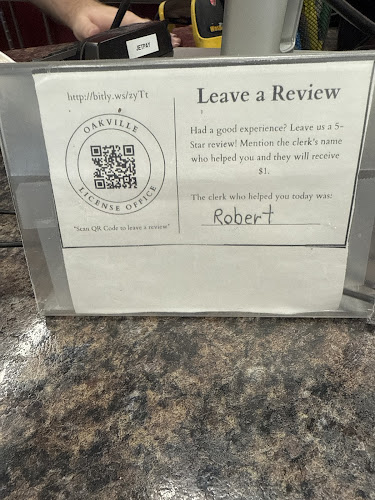 JETPAY
http://bitly.ws/zyTt
OAKVILLE
LICENSE OFFICE
"Scan QR Code to leave a review"
Leave a Review
Had a good experience? Leave us a 5-
Star review! Mention the clerk's name
who helped you and they will receive
$1.
The clerk who helped you today was:
Robert